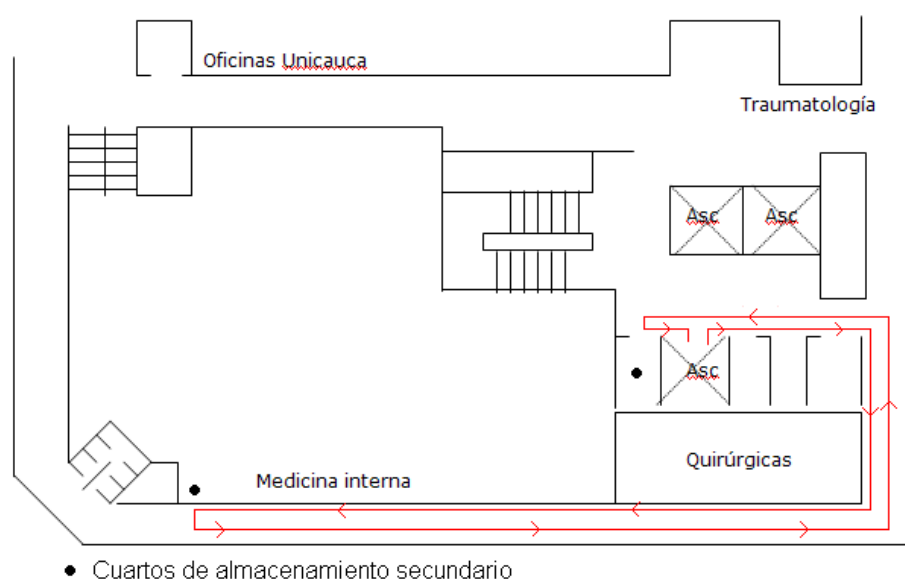 Oficinas Unicauca
Traumatología
Asc
Asc
Asc
Quirúrgicas
Medicina interna
Cuartos de almacenamiento secundario